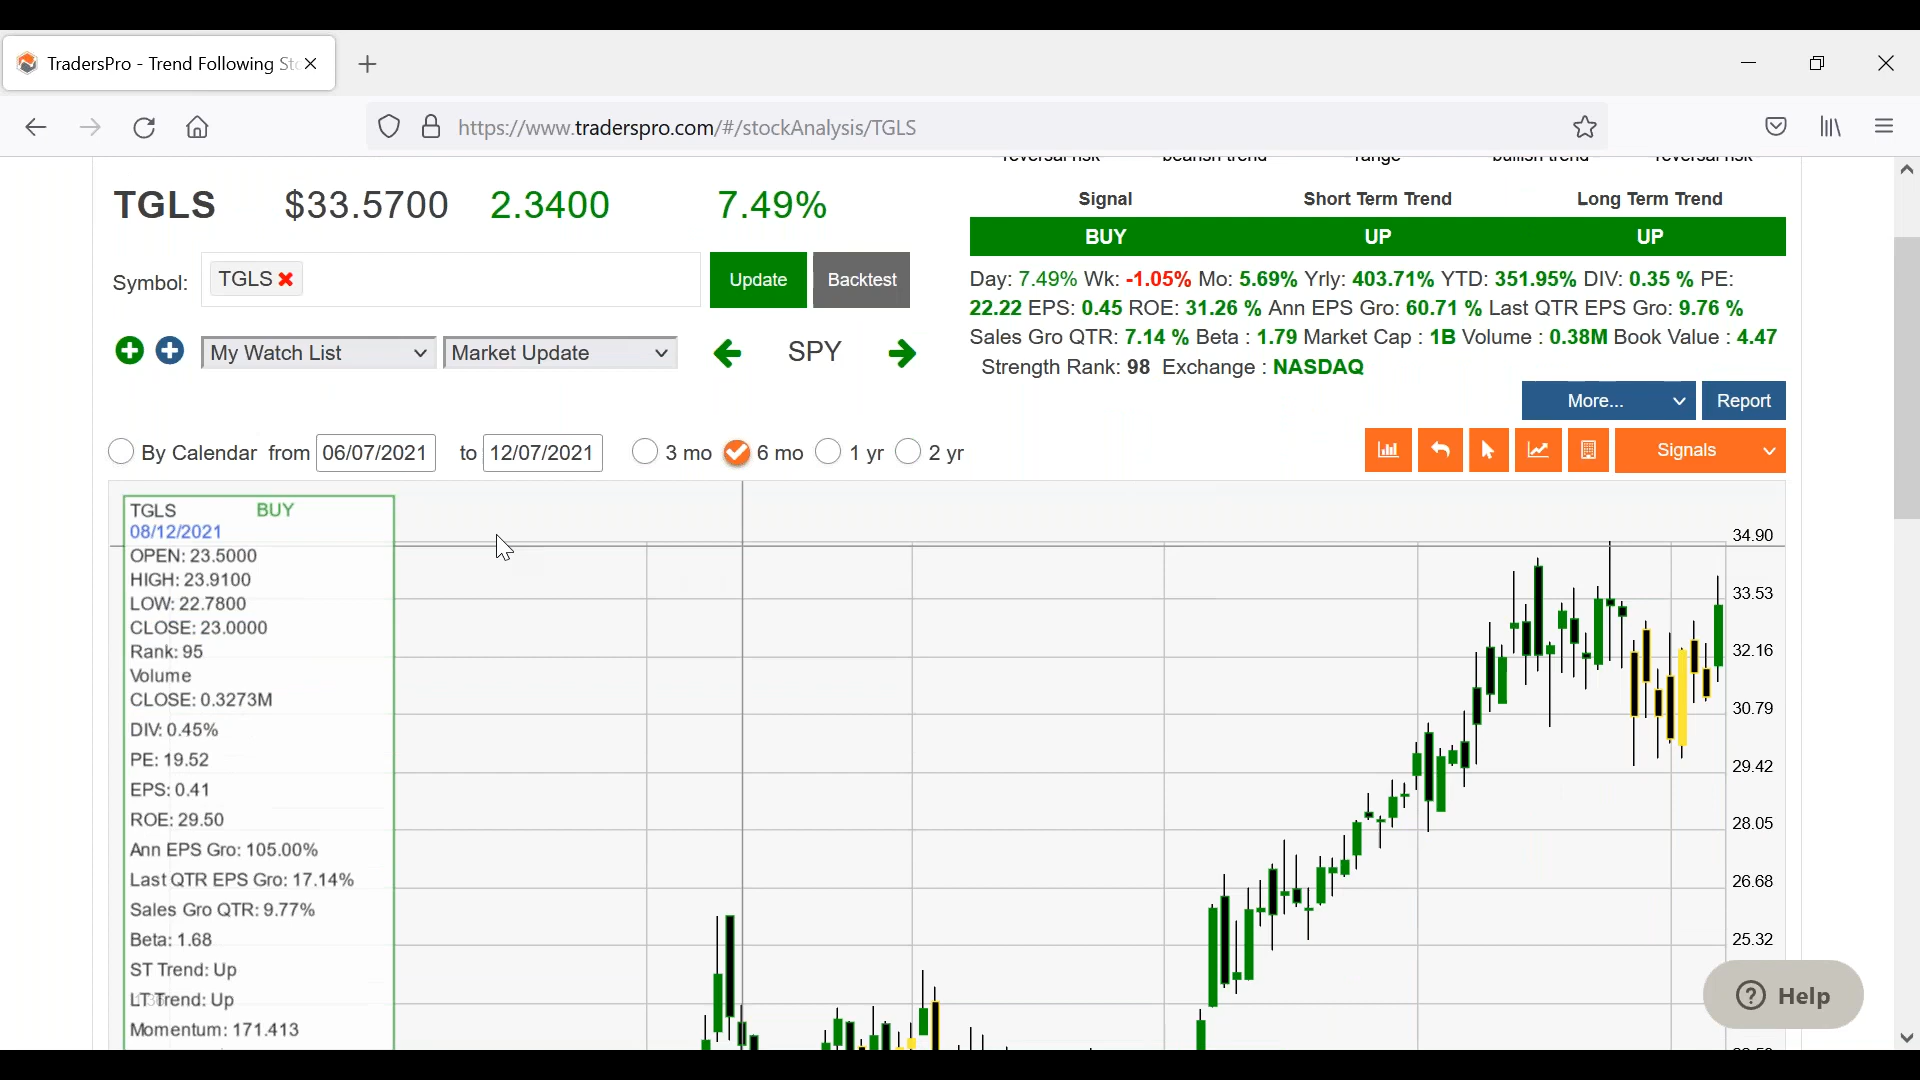 TradersPro - Trend Following Sto
https://www.traderspro.com/#/stockAnalysis/TGLS
reversal risk bearish trend range bullish trend reversal risk
TGLS $33.5700 2.3400 7.49%
Signal Short Term Trend Long Term Trend
BUY UP UP
Symbol: TGLS Update Backtest
Day: 7.49% Wk: -1.05% Mo: 5.69% Yrly: 403.71% YTD: 351.95% DIV: 0.35 % PE:
22.22 EPS: 0.45 ROE: 31.26 % Ann EPS Gro: 60.71 % Last QTR EPS Gro: 9.76 %
Sales Gro QTR: 7.14 % Beta : 1.79 Market Cap : 1B Volume : 0.38M Book Value : 4.47
Strength Rank: 98 Exchange : NASDAQ
My Watch List Market Update SPY
More... Report
By Calendar from 06/07/2021 to 12/07/2021 3 mo 6 mo 1 yr 2 yr
Signals
TGLS BUY
08/12/2021
OPEN: 23.5000
HIGH: 23.9100
LOW: 22.7800
CLOSE: 23.0000
Rank: 95
Volume
CLOSE: 0.3273M
DIV: 0.45%
PE: 19.52
EPS: 0.41
ROE: 29.50
Ann EPS Gro: 105.00%
Last QTR EPS Gro: 17.14%
Sales Gro QTR: 9.77%
Beta: 1.68
ST Trend: Up
LT Trend: Up
Momentum: 171.413
34.90
33.53
32.16
30.79
29.42
28.05
26.68
25.32
Help